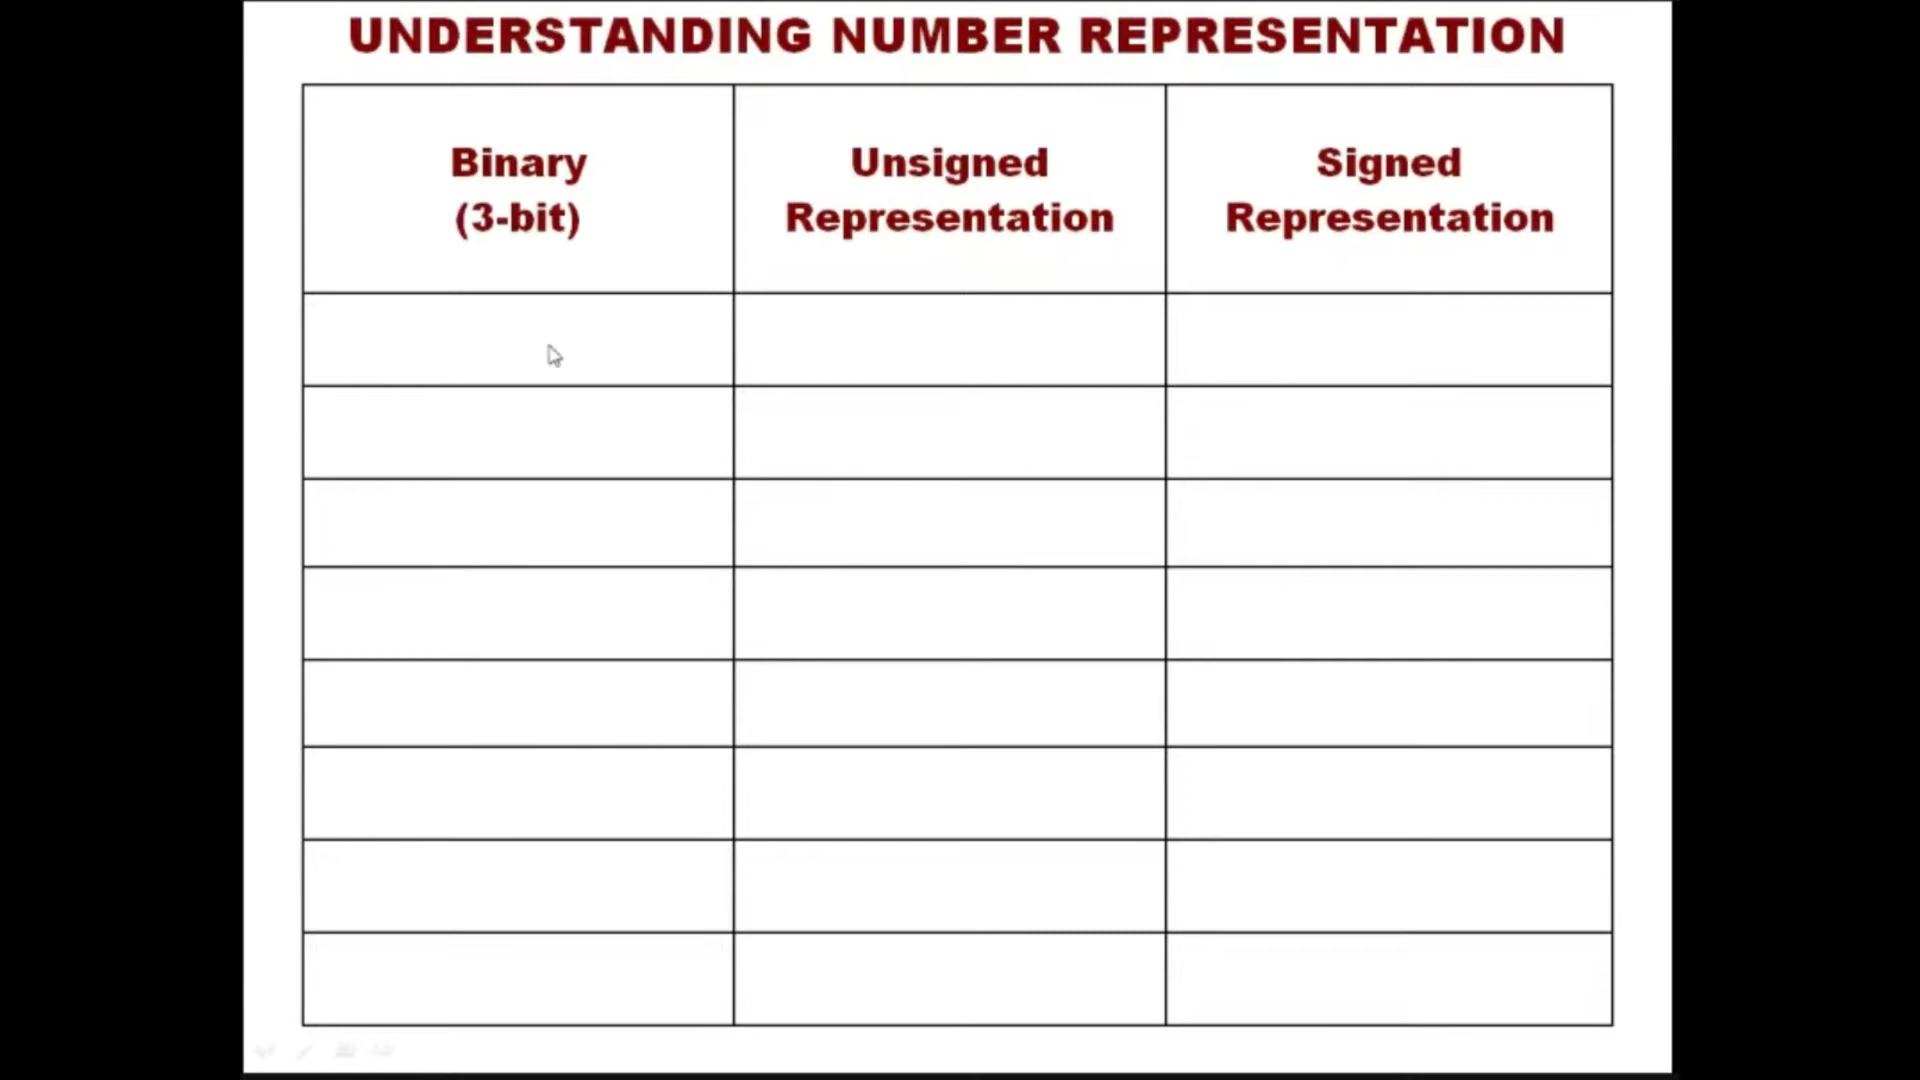 UNDERSTANDING NUMBER REPRESENTATION
Binary
(3-bit)
Unsigned
Representation
Signed
Representation